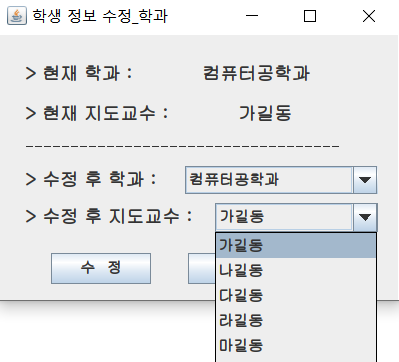 학생 정보 수정_학과
> 현재 학과 : 컴퓨터공학과
> 현재 지도교수 : 가길동
-----------------------------------
> 수정 후 학과 : 컴퓨터공학과
> 수정 후 지도교수 : 가길동
수 정
가길동
나길동
다길동
라길동
마길동